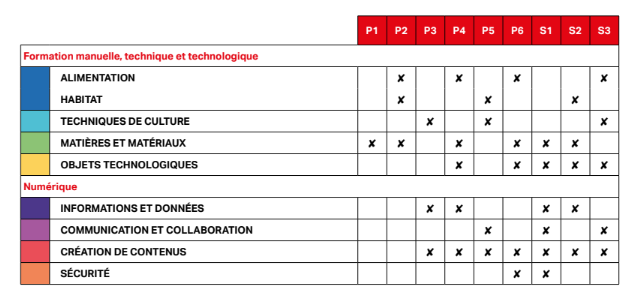 P1 P2 P3 P4 P5 P6 S1 S2 S3
Formation manuelle, technique et technologique
ALIMENTATION ✘ ✘ ✘ ✘
HABITAT ✘ ✘ ✘
TECHNIQUES DE CULTURE ✘ ✘ ✘
MATIÈRES ET MATÉRIAUX ✘ ✘ ✘ ✘ ✘ ✘
OBJETS TECHNOLOGIQUES ✘ ✘ ✘ ✘ ✘
Numérique
INFORMATIONS ET DONNÉES ✘ ✘ ✘ ✘
COMMUNICATION ET COLLABORATION ✘ ✘ ✘
CRÉATION DE CONTENUS ✘ ✘ ✘ ✘ ✘ ✘ ✘
SÉCURITÉ ✘ ✘